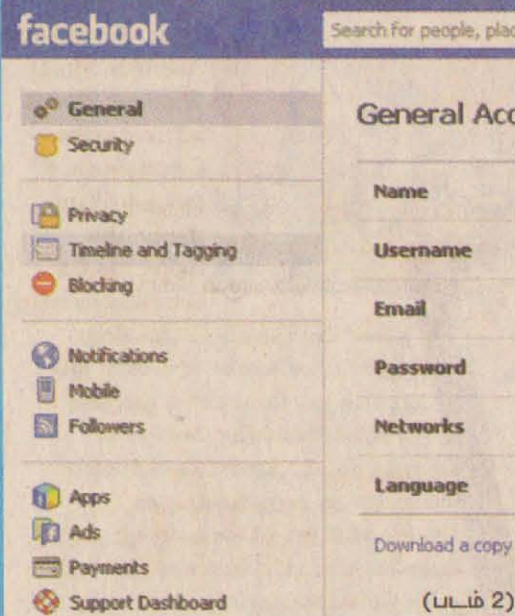 facebook
Search for people, plac
General
Security
Privacy
Timeline and Tagging
Blocking
Notifications
Mobile
Followers
Apps
Ads
Payments
Support Dashboard
General Acc
Name
Username
Email
Password
Networks
Language
Download a copy
(படம் 2)